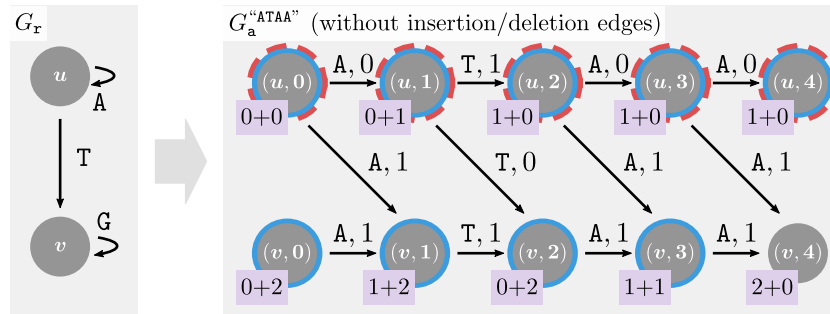 G_r
G_a^"ATAA" (without insertion/deletion edges)
u
A
T
G
v
(u, 0) A, 0 (u, 1) T, 1 (u, 2) A, 0 (u, 3) A, 0 (u, 4)
0+0 0+1 1+0 1+0 1+0
A, 1 T, 0 A, 1 A, 1
(v, 0) A, 1 (v, 1) T, 1 (v, 2) A, 1 (v, 3) A, 1 (v, 4)
0+2 1+2 0+2 1+1 2+0